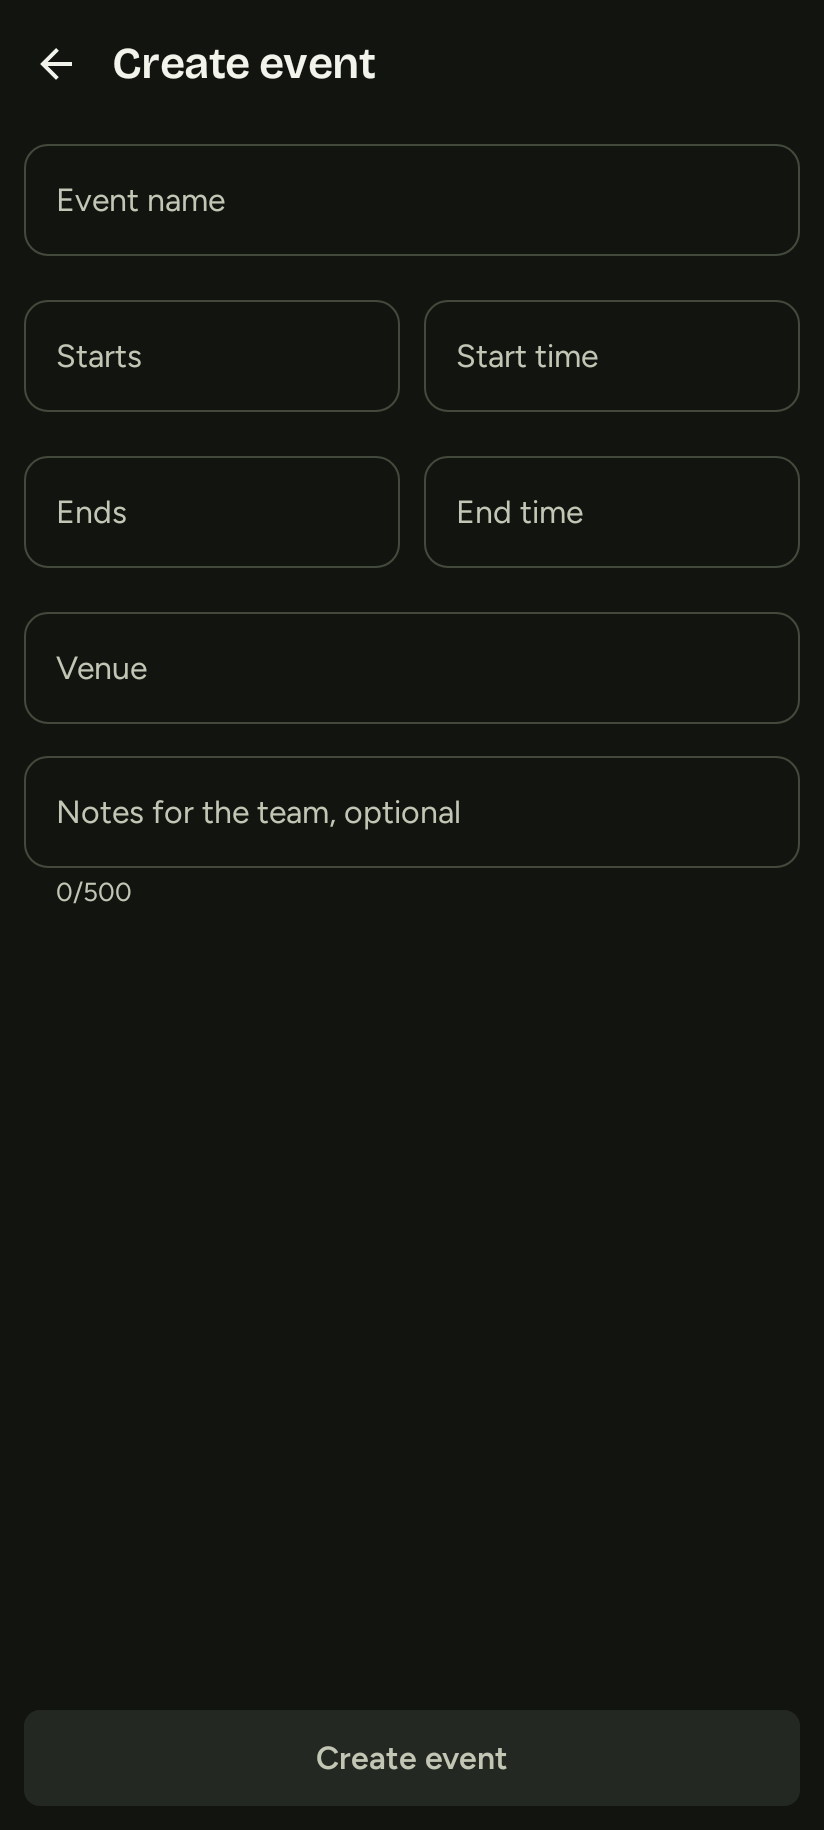 Create event
Event name
Starts
Start time
Ends
End time
Venue
Notes for the team, optional
0/500
Create event